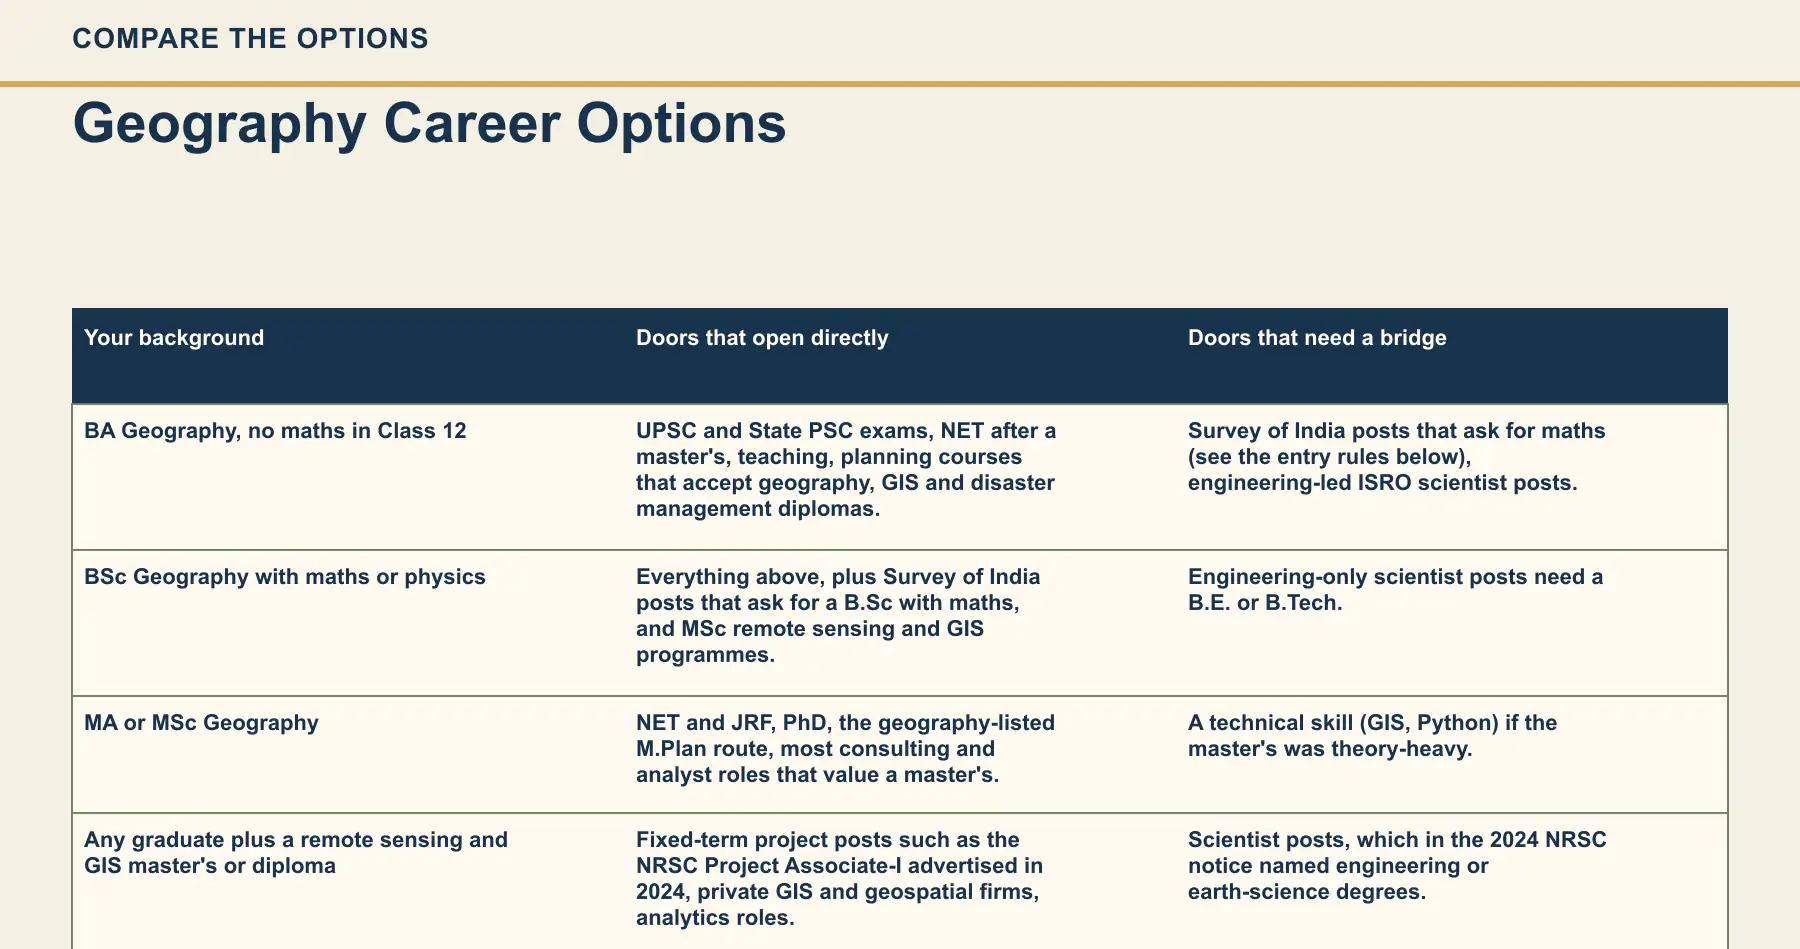 COMPARE THE OPTIONS
Geography Career Options
Your background
Doors that open directly
Doors that need a bridge
BA Geography, no maths in Class 12
UPSC and State PSC exams, NET after a
master's, teaching, planning courses
that accept geography, GIS and disaster
management diplomas.
Survey of India posts that ask for maths
(see the entry rules below),
engineering-led ISRO scientist posts.
BSc Geography with maths or physics
Everything above, plus Survey of India
posts that ask for a B.Sc with maths,
and MSc remote sensing and GIS
programmes.
Engineering-only scientist posts need a
B.E. or B.Tech.
MA or MSc Geography
NET and JRF, PhD, the geography-listed
M.Plan route, most consulting and
analyst roles that value a master's.
A technical skill (GIS, Python) if the
master's was theory-heavy.
Any graduate plus a remote sensing and
GIS master's or diploma
Fixed-term project posts such as the
NRSC Project Associate-I advertised in
2024, private GIS and geospatial firms,
analytics roles.
Scientist posts, which in the 2024 NRSC
notice named engineering or
earth-science degrees.